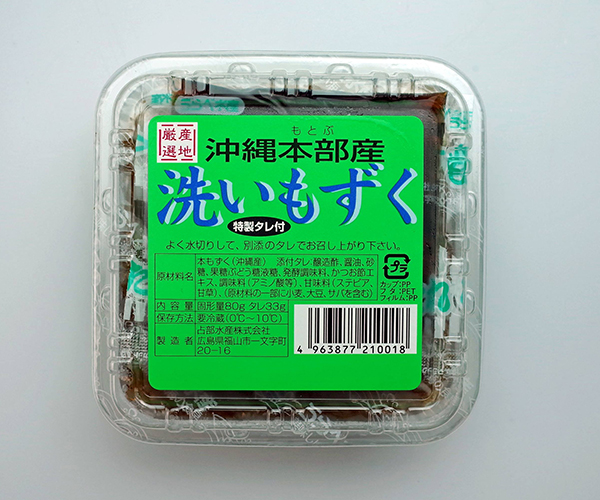 産地
厳選
もとぶ
沖縄本部産
洗いもずく
特製タレ付
よく水切りして、別添のタレでお召し上がり下さい。
原材料名
本もずく(沖縄産) 添付タレ:醸造酢、醤油、砂
糖、果糖ぶどう糖液糖、発酵調味料、かつお節エ
キス、調味料(アミノ酸等)、甘味料(ステビア、
甘草)、(原材料の一部に小麦、大豆、サバを含む)
内容量 固形量80g タレ33g
保存方法 要冷蔵(0℃〜10℃)
製造者
占部水産株式会社
広島県福山市一文字町
20-16
プラ
カップ:PP
フタ:PET
フィルム:PP
4 963877 210018